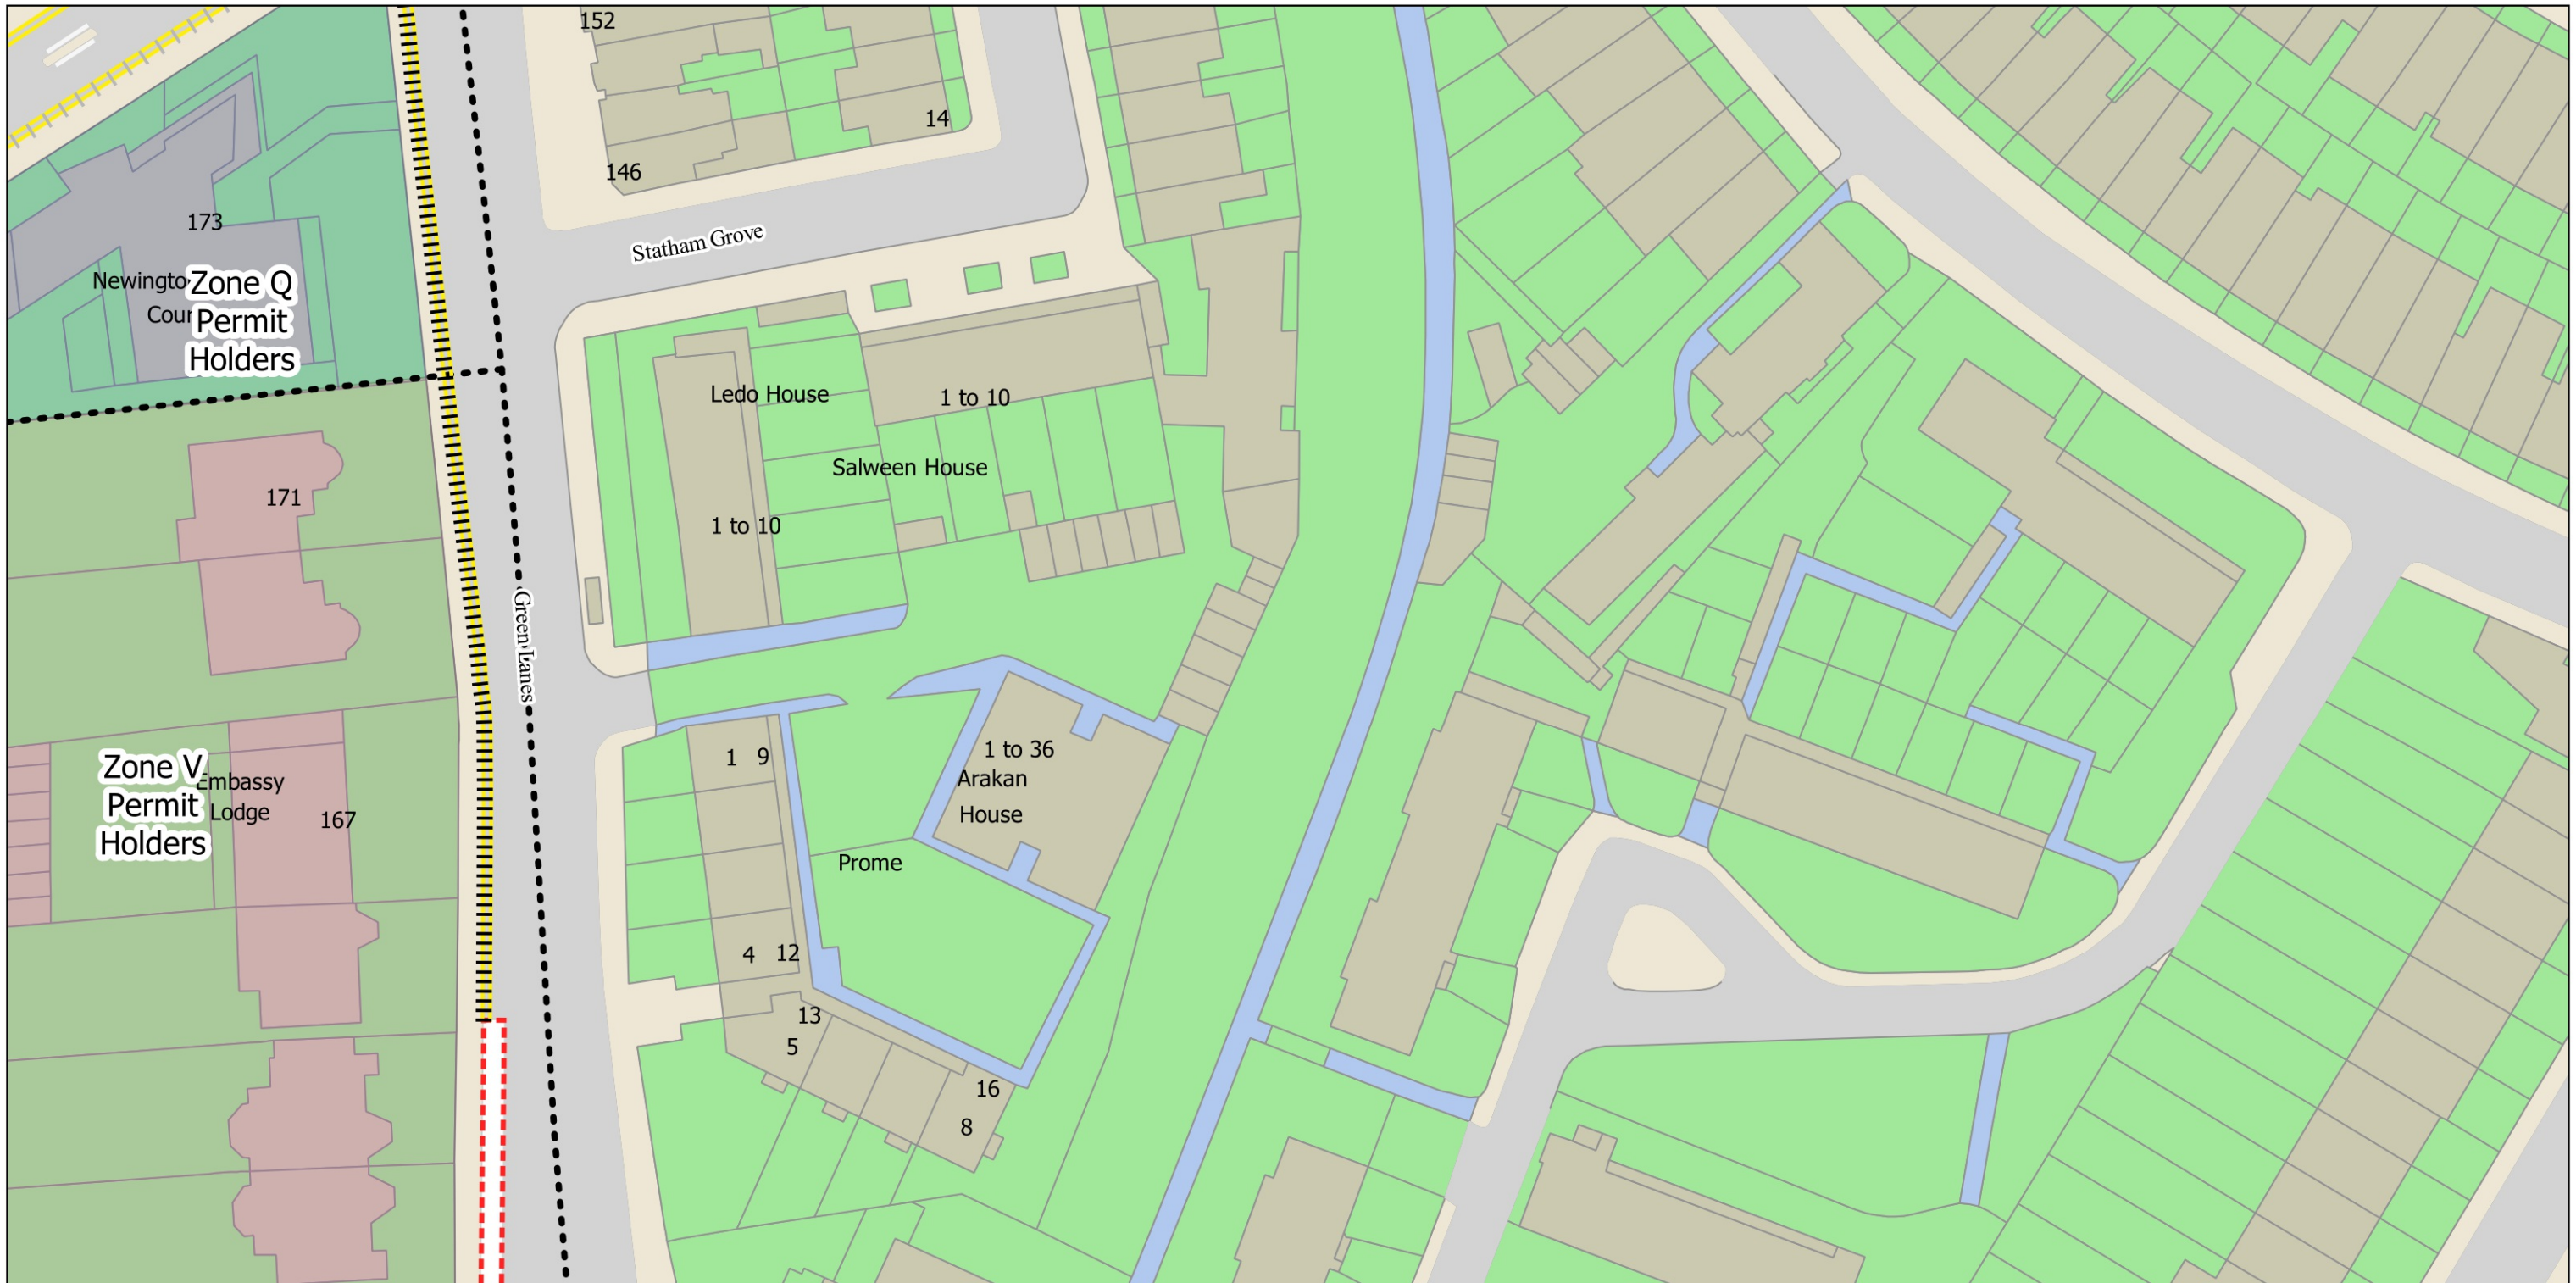 152
14
146
173
Statham Grove
Zone Q
Permit
Holders
Ledo House
1 to 10
Salween House
171
1 to 10
Green Lanes
1 to 36
Arakan
House
1 9
Zone V
Permit
Holders
Embassy
Lodge
167
Prome
4 12
13
5
16
8